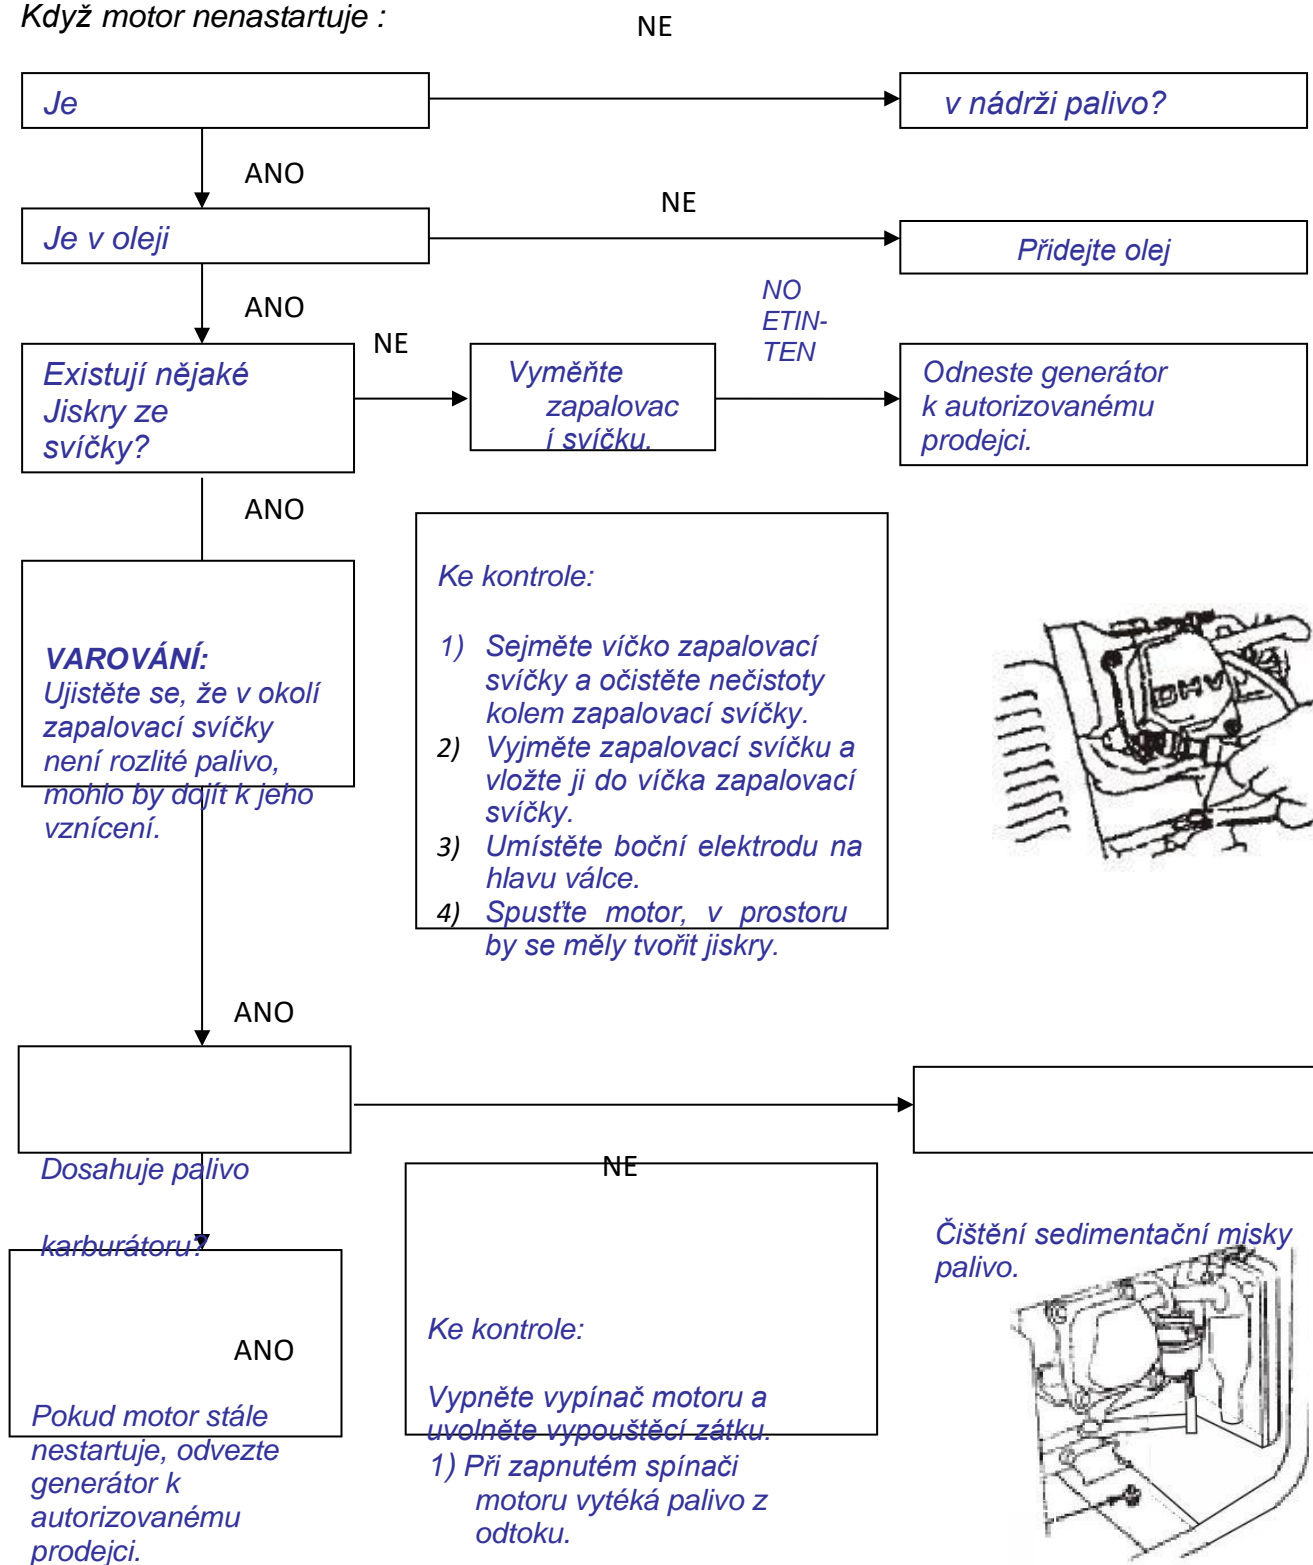 Když motor nenastartuje :
NE
Je
v nádrži palivo?
ANO
NE
Je v oleji
Přidejte olej
ANO
NE
NO
ETIN-
TEN
Existují nějaké
Jiskry ze
svíčky?
Vyměňte
zapalovac
í svíčku.
Odneste generátor
k autorizovanému
prodejci.
ANO
VAROVÁNÍ:
Ujistěte se, že v okolí
zapalovací svíčky
není rozlité palivo,
mohlo by dojít k jeho
vznícení.
Ke kontrole:
1) Sejměte víčko zapalovací
svíčky a očistěte nečistoty
kolem zapalovací svíčky.
2) Vyjměte zapalovací svíčku a
vložte ji do víčka zapalovací
svíčky.
3) Umístěte boční elektrodu na
hlavu válce.
4) Spusťte motor, v prostoru
by se měly tvořit jiskry.
OHV
ANO
Dosahuje palivo
karburátoru?
NE
Čištění sedimentační misky
palivo.
ANO
Pokud motor stále
nestartuje, odvezte
generátor k
autorizovanému
prodejci.
Ke kontrole:
Vypněte vypínač motoru a
uvolněte vypouštěcí zátku.
1) Při zapnutém spínači
motoru vytéká palivo z
odtoku.